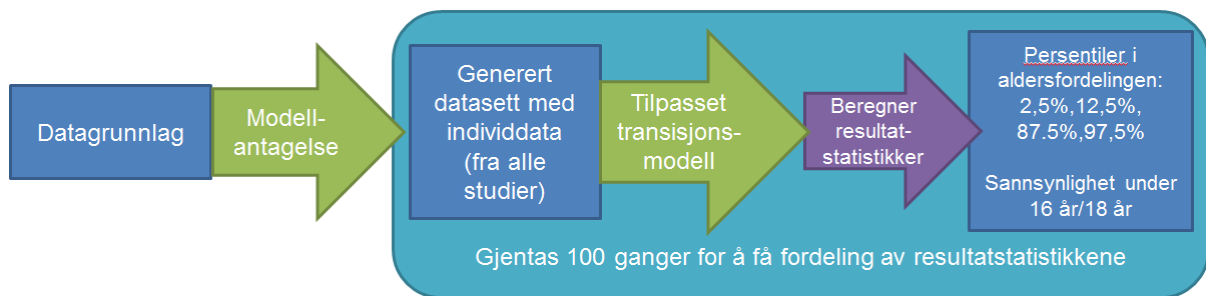 Datagrunnlag
Modell-
antagelse
Generert
datasett med
individdata
(fra alle
studier)
Tilpasset
transisjons-
modell
Beregner
resultat-
statistikker
Persentiler i
aldersfordelingen:
2,5%,12,5%,
87.5%,97,5%
Sannsynlighet under
16 år/18 år
Gjentas 100 ganger for å få fordeling av resultatstatistikkene